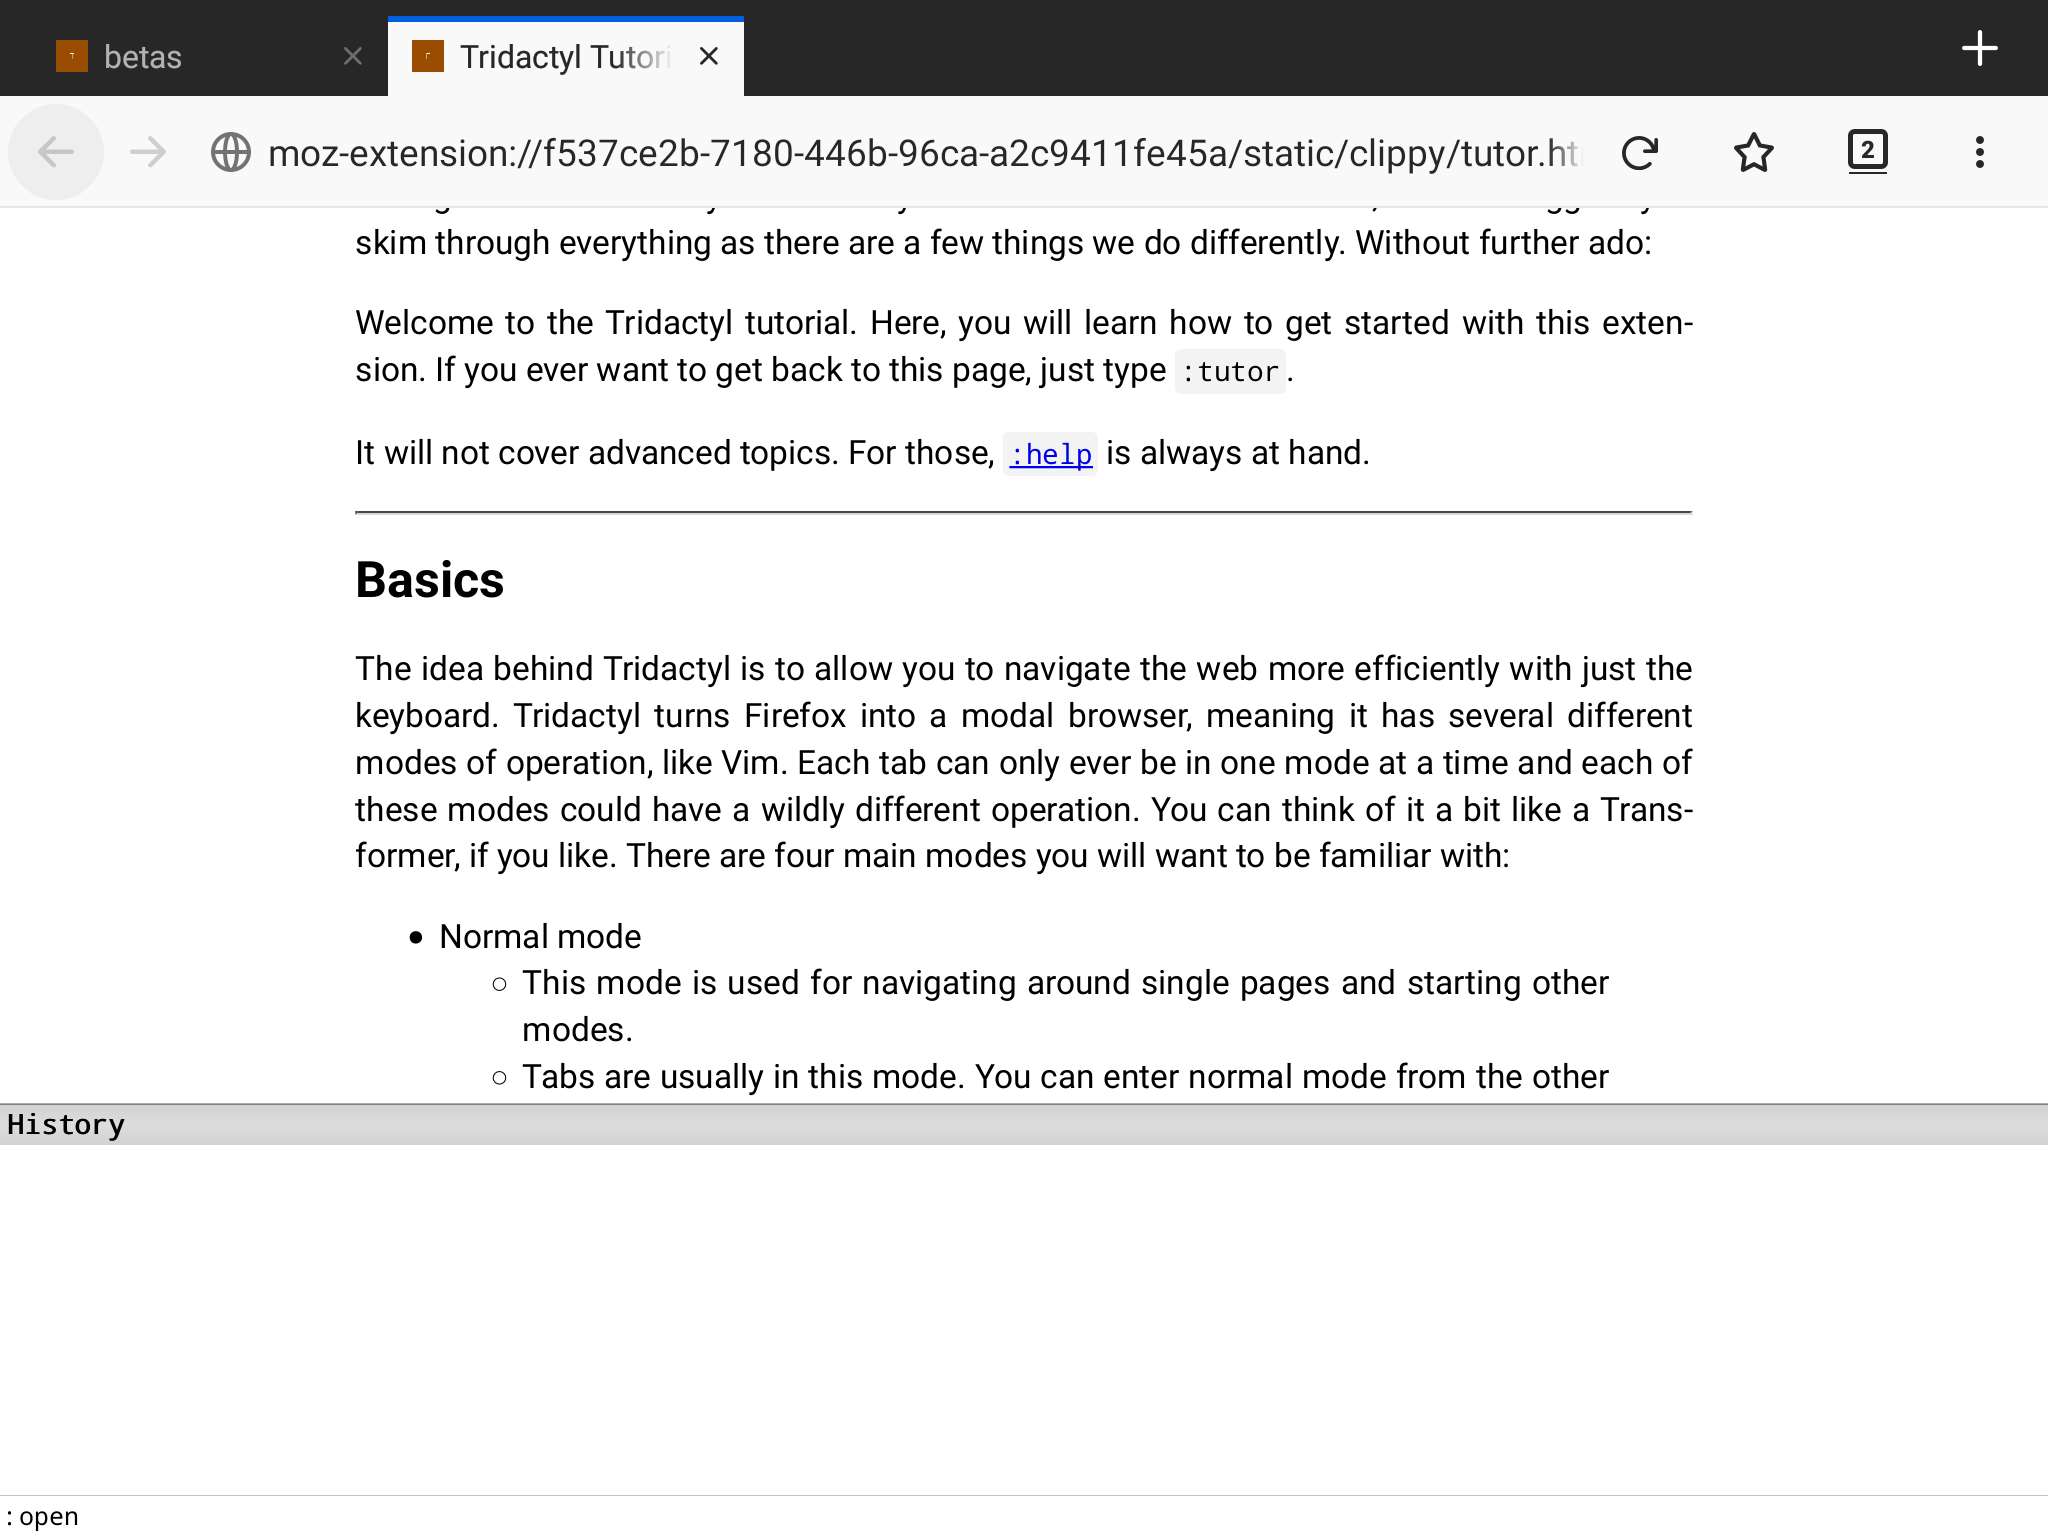 betas
Tridactyl Tutori
2
moz-extension://f537ce2b-7180-446b-96ca-a2c9411fe45a/static/clippy/tutor.ht
skim through everything as there are a few things we do differently. Without further ado:
Welcome to the Tridactyl tutorial. Here, you will learn how to get started with this exten-
sion. If you ever want to get back to this page, just type :tutor.
It will not cover advanced topics. For those, :help is always at hand.
Basics
The idea behind Tridactyl is to allow you to navigate the web more efficiently with just the
keyboard. Tridactyl turns Firefox into a modal browser, meaning it has several different
modes of operation, like Vim. Each tab can only ever be in one mode at a time and each of
these modes could have a wildly different operation. You can think of it a bit like a Trans-
former, if you like. There are four main modes you will want to be familiar with:
Normal mode
This mode is used for navigating around single pages and starting other
modes.
Tabs are usually in this mode. You can enter normal mode from the other
History
:open